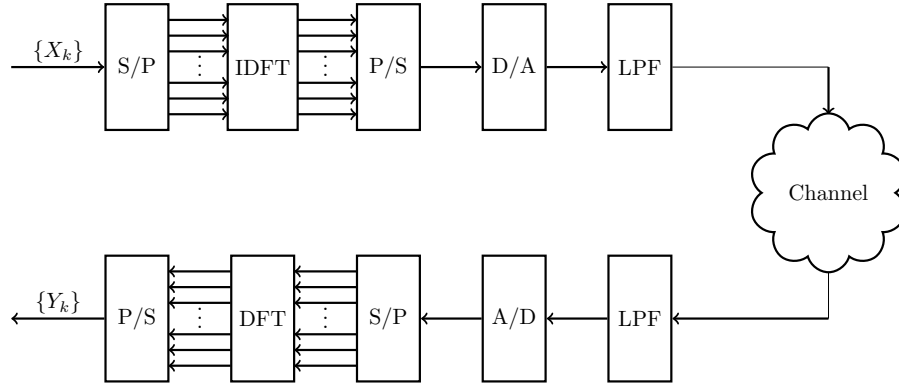 {X_k}
S/P
IDFT
P/S
D/A
LPF
Channel
{Y_k}
P/S
DFT
S/P
A/D
LPF